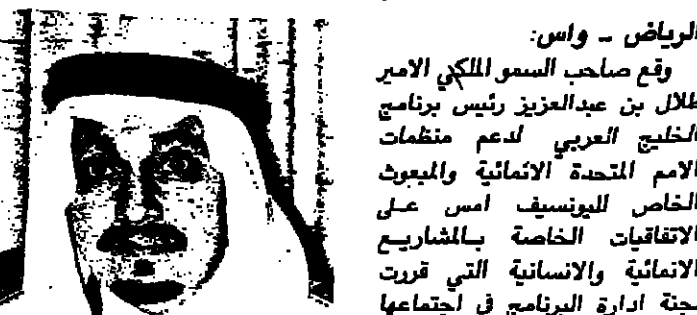 الرياض - واس:
وقع صاحب السمو الملكي الامير
طلال بن عبدالعزيز رئيس برنامج
الخليج العربي لدعم منظمات
الامم المتحدة الانمائية والمبعوث
الخاص لليونسيف امس على
الاتفاقيات الخاصة بالمشاريع
الانمائية والانسانية التي قررت
لجنة ادارة البرنامج في اجتماعها